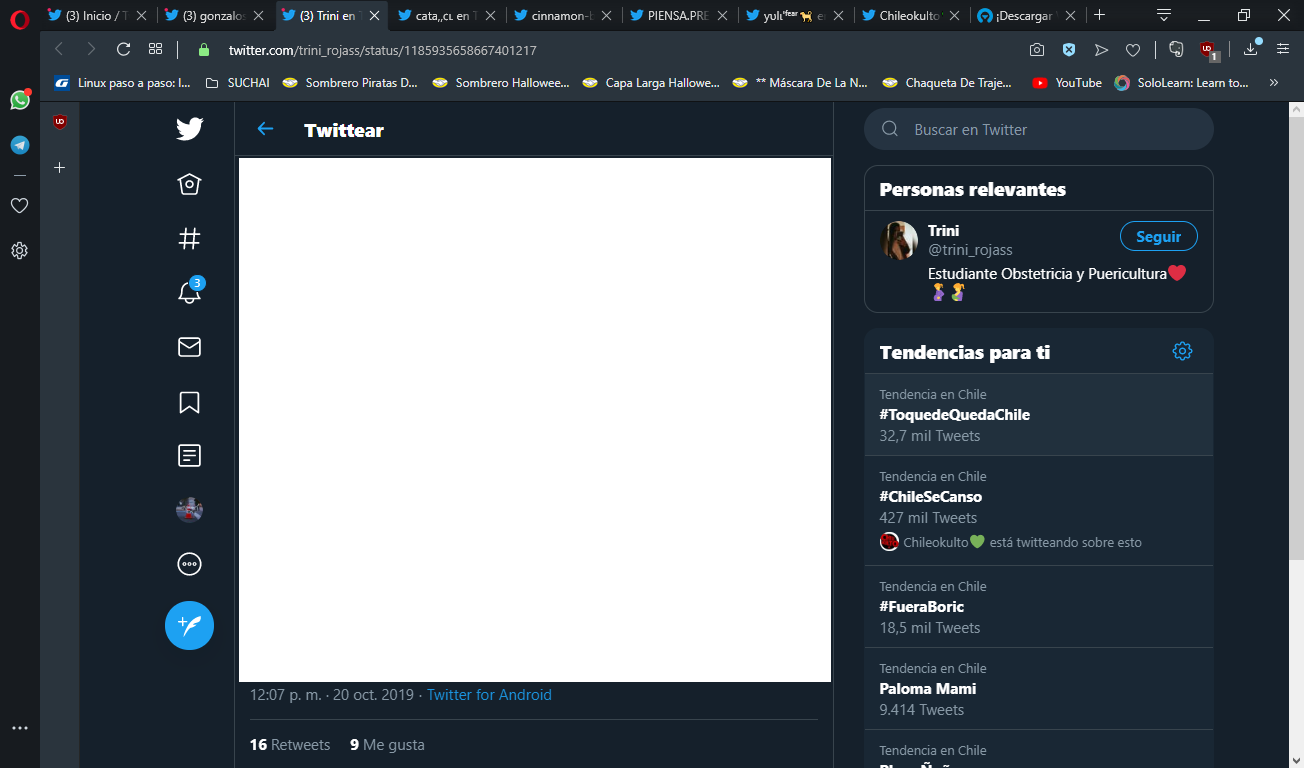 (3) Inicio / T
(3) gonzalos
(3) Trini en T
cata,,cι en T
cinnamon-b
PIENSA.PRE
Chileokulto
¡Descargar
twitter.com/trini_rojass/status/1185935658667401217
1
Linux paso a paso: I...
SUCHAI
Sombrero Piratas D...
Sombrero Hallowee...
Capa Larga Hallowe...
** Máscara De La N...
Chaqueta De Traje...
YouTube
SoloLearn: Learn to...
»
Twittear
Buscar en Twitter
Personas relevantes
Trini
@trini_rojass
Seguir
Estudiante Obstetricia y Puericultura❤️
🤰🤱
3
Tendencias para ti
Tendencia en Chile
#ToquedeQuedaChile
32,7 mil Tweets
Tendencia en Chile
#ChileSeCanso
427 mil Tweets
Chileokulto💚 está twitteando sobre esto
Tendencia en Chile
#FueraBoric
18,5 mil Tweets
Tendencia en Chile
Paloma Mami
9.414 Tweets
Tendencia en Chile
12:07 p. m. · 20 oct. 2019 · Twitter for Android
16 Retweets 9 Me gusta